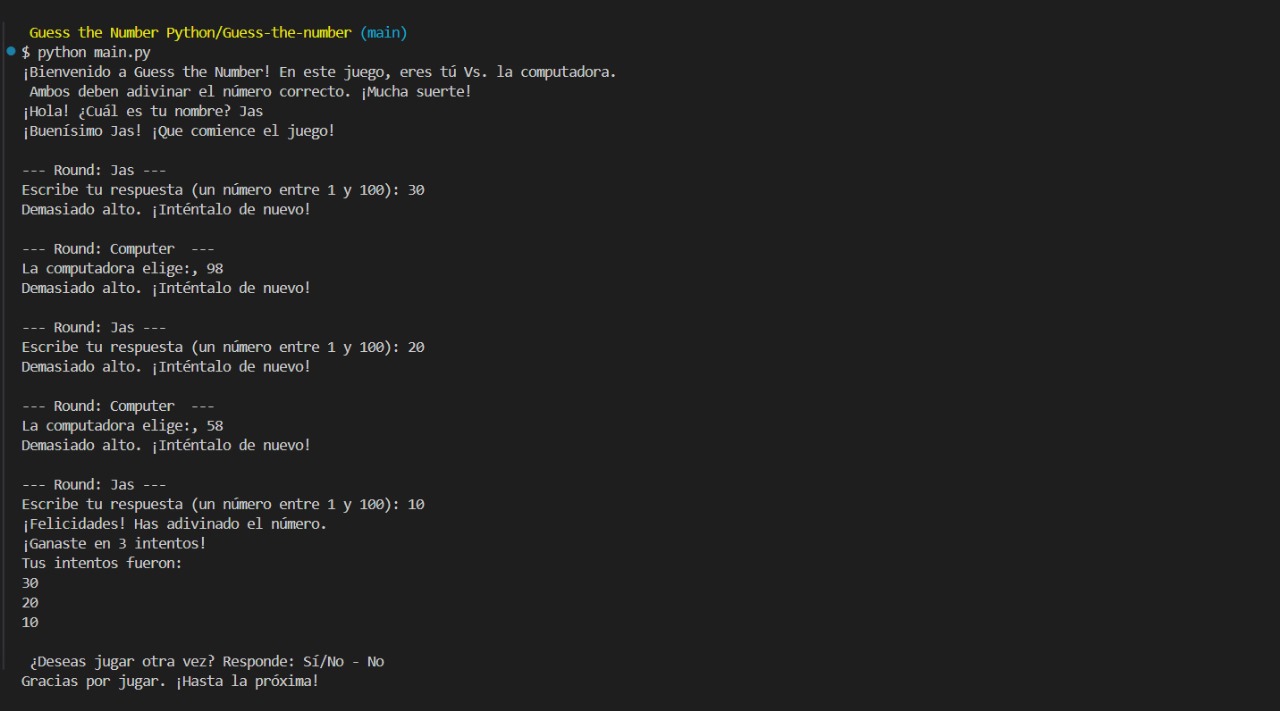 Guess the Number Python/Guess-the-number (main)
$ python main.py
¡Bienvenido a Guess the Number! En este juego, eres tú Vs. la computadora.
Ambos deben adivinar el número correcto. ¡Mucha suerte!
¡Hola! ¿Cuál es tu nombre? Jas
¡Buenísimo Jas! ¡Que comience el juego!
--- Round: Jas ---
Escribe tu respuesta (un número entre 1 y 100): 30
Demasiado alto. ¡Inténtalo de nuevo!
--- Round: Computer  ---
La computadora elige:, 98
Demasiado alto. ¡Inténtalo de nuevo!
--- Round: Jas ---
Escribe tu respuesta (un número entre 1 y 100): 20
Demasiado alto. ¡Inténtalo de nuevo!
--- Round: Computer  ---
La computadora elige:, 58
Demasiado alto. ¡Inténtalo de nuevo!
--- Round: Jas ---
Escribe tu respuesta (un número entre 1 y 100): 10
¡Felicidades! Has adivinado el número.
¡Ganaste en 3 intentos!
Tus intentos fueron:
30
20
10
¿Deseas jugar otra vez? Responde: Sí/No - No
Gracias por jugar. ¡Hasta la próxima!